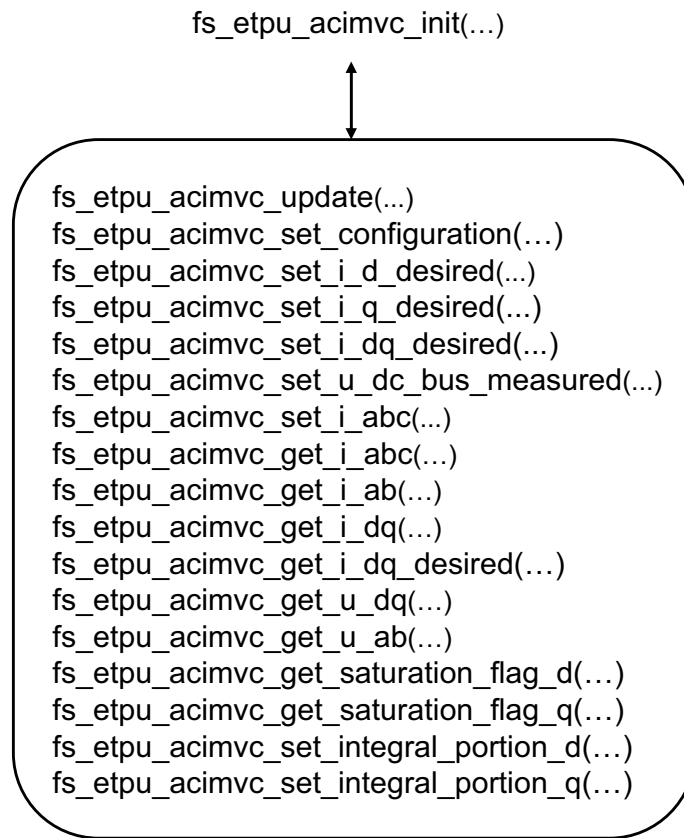 fs_etpu_acimvc_init(…)
fs_etpu_acimvc_update(...)
fs_etpu_acimvc_set_configuration(…)
fs_etpu_acimvc_set_i_d_desired(...)
fs_etpu_acimvc_set_i_q_desired(...)
fs_etpu_acimvc_set_i_dq_desired(...)
fs_etpu_acimvc_set_u_dc_bus_measured(...)
fs_etpu_acimvc_set_i_abc(...)
fs_etpu_acimvc_get_i_abc(…)
fs_etpu_acimvc_get_i_ab(…)
fs_etpu_acimvc_get_i_dq(…)
fs_etpu_acimvc_get_i_dq_desired(…)
fs_etpu_acimvc_get_u_dq(…)
fs_etpu_acimvc_get_u_ab(…)
fs_etpu_acimvc_get_saturation_flag_d(…)
fs_etpu_acimvc_get_saturation_flag_q(…)
fs_etpu_acimvc_set_integral_portion_d(…)
fs_etpu_acimvc_set_integral_portion_q(…)